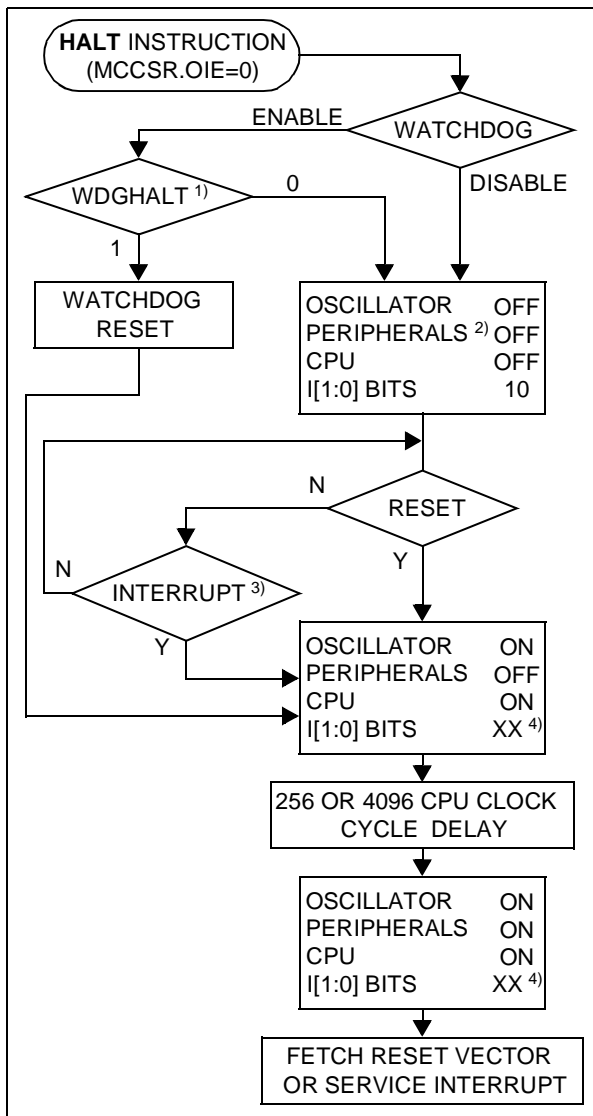 HALT INSTRUCTION
(MCCSR.OIE=0)
ENABLE
WATCHDOG
WDGHALT 1)
0
DISABLE
1
WATCHDOG
RESET
OSCILLATOR OFF
PERIPHERALS 2) OFF
CPU OFF
I[1:0] BITS 10
N
RESET
N
INTERRUPT 3)
Y
Y
OSCILLATOR ON
PERIPHERALS OFF
CPU ON
I[1:0] BITS XX 4)
256 OR 4096 CPU CLOCK
CYCLE DELAY
OSCILLATOR ON
PERIPHERALS ON
CPU ON
I[1:0] BITS XX 4)
FETCH RESET VECTOR
OR SERVICE INTERRUPT